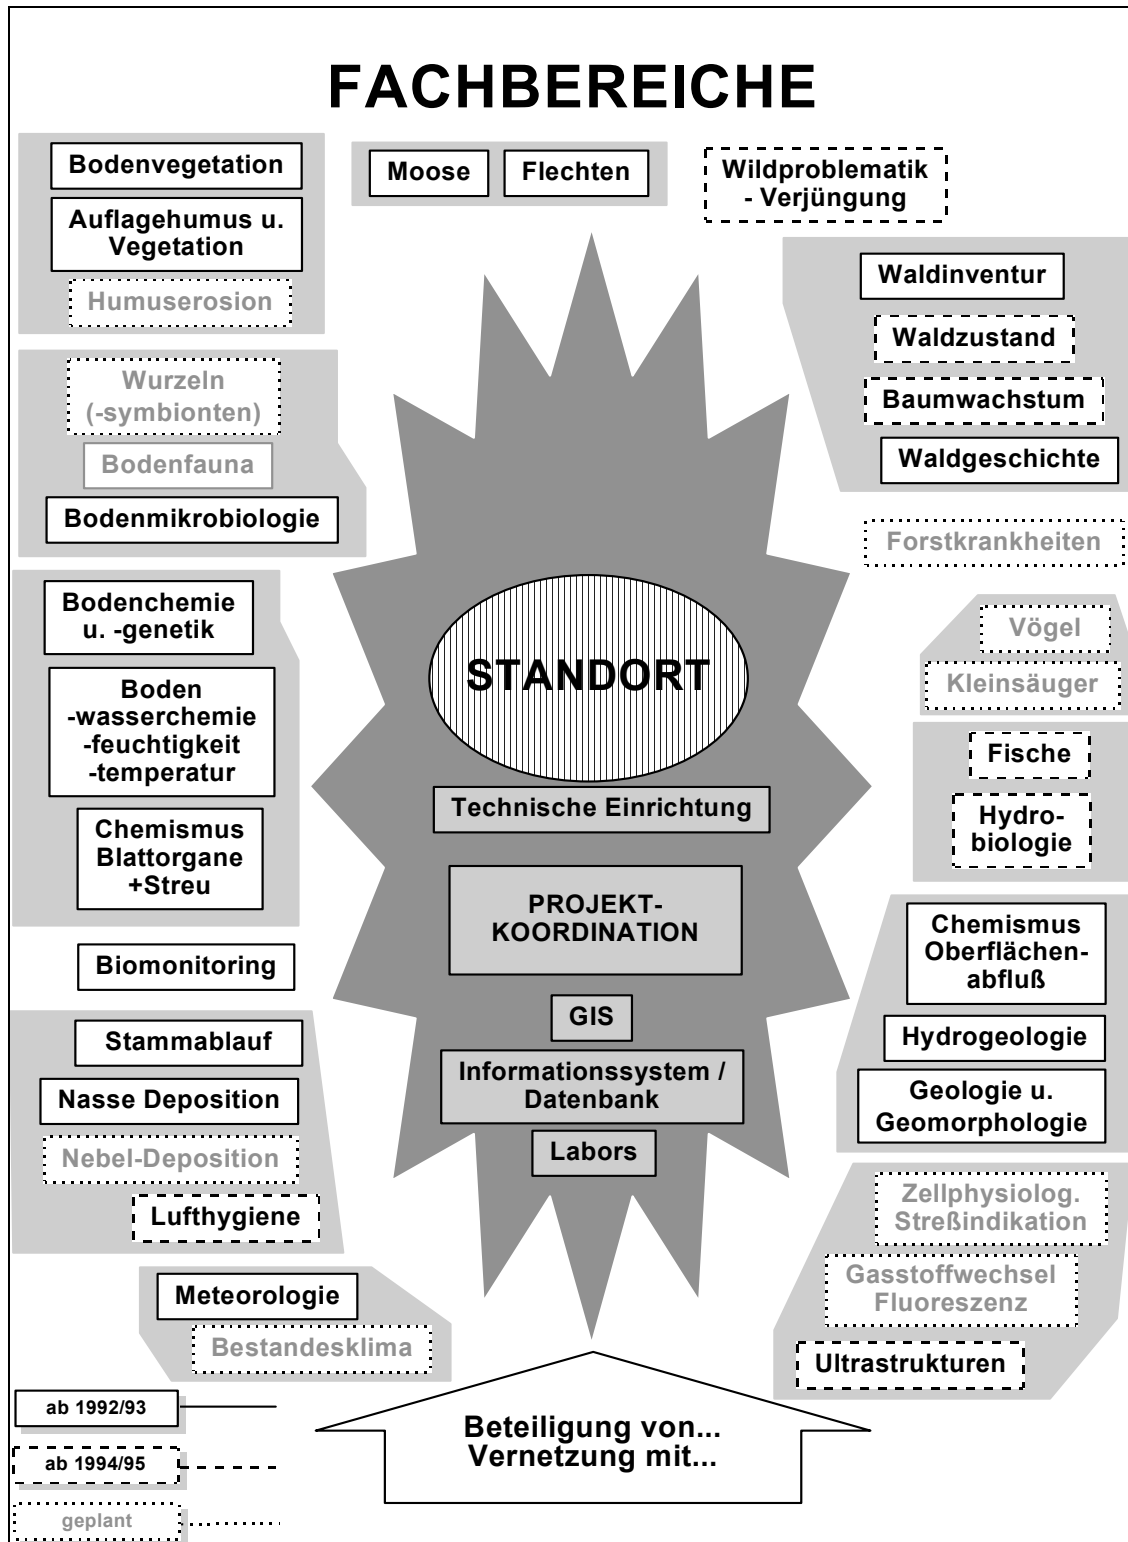 FACHBEREICHE
Bodenvegetation
Auflagehumus u.
Vegetation
Humuserosion
Moose
Flechten
Wildproblematik
- Verjüngung
Waldinventur
Waldzustand
Baumwachstum
Waldgeschichte
Wurzeln
(-symbionten)
Bodenfauna
Bodenmikrobiologie
Forstkrankheiten
Bodenchemie
u. -genetik
Boden
-wasserchemie
-feuchtigkeit
-temperatur
Chemismus
Blattorgane
+Streu
Vögel
Kleinsäuger
Fische
Hydro-
biologie
STANDORT
Technische Einrichtung
PROJEKT-
KOORDINATION
GIS
Informationssystem /
Datenbank
Labors
Biomonitoring
Chemismus
Oberflächen-
abfluß
Hydrogeologie
Geologie u.
Geomorphologie
Stammablauf
Nasse Deposition
Nebel-Deposition
Lufthygiene
Zellphysiolog.
Streßindikation
Gasstoffwechsel
Fluoreszenz
Ultrastrukturen
Meteorologie
Bestandesklima
ab 1992/93
ab 1994/95
geplant
Beteiligung von...
Vernetzung mit...